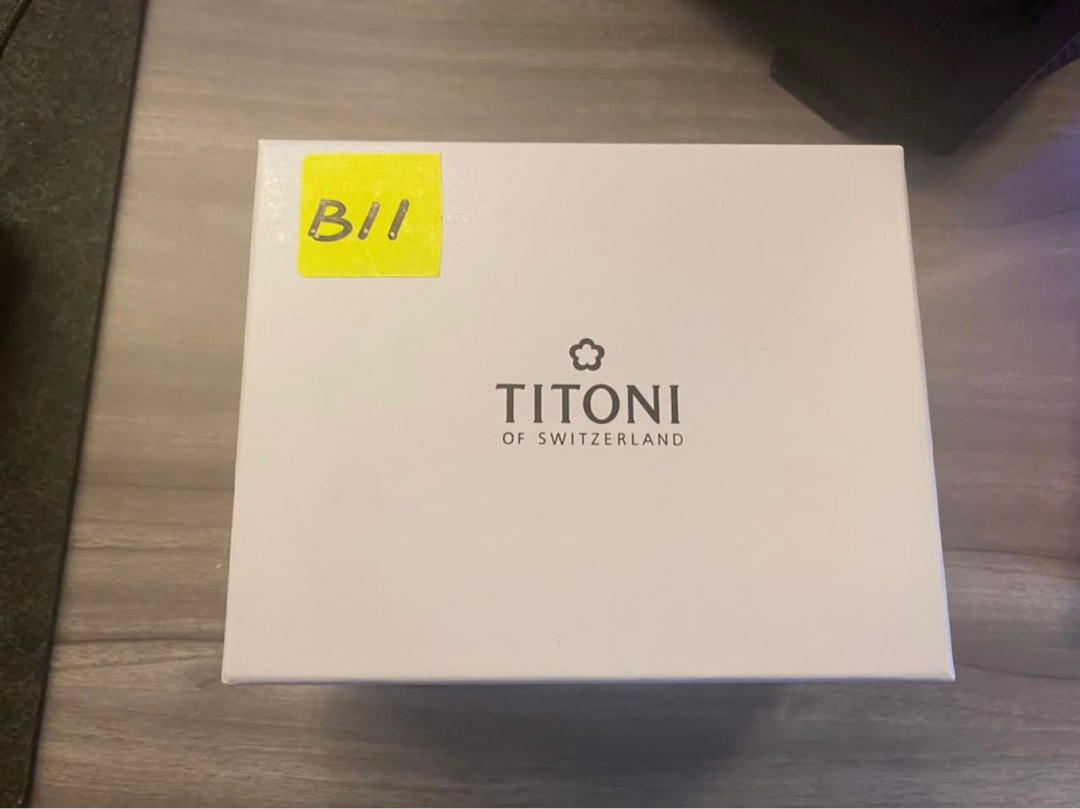 B11
TITONI
OF SWITZERLAND